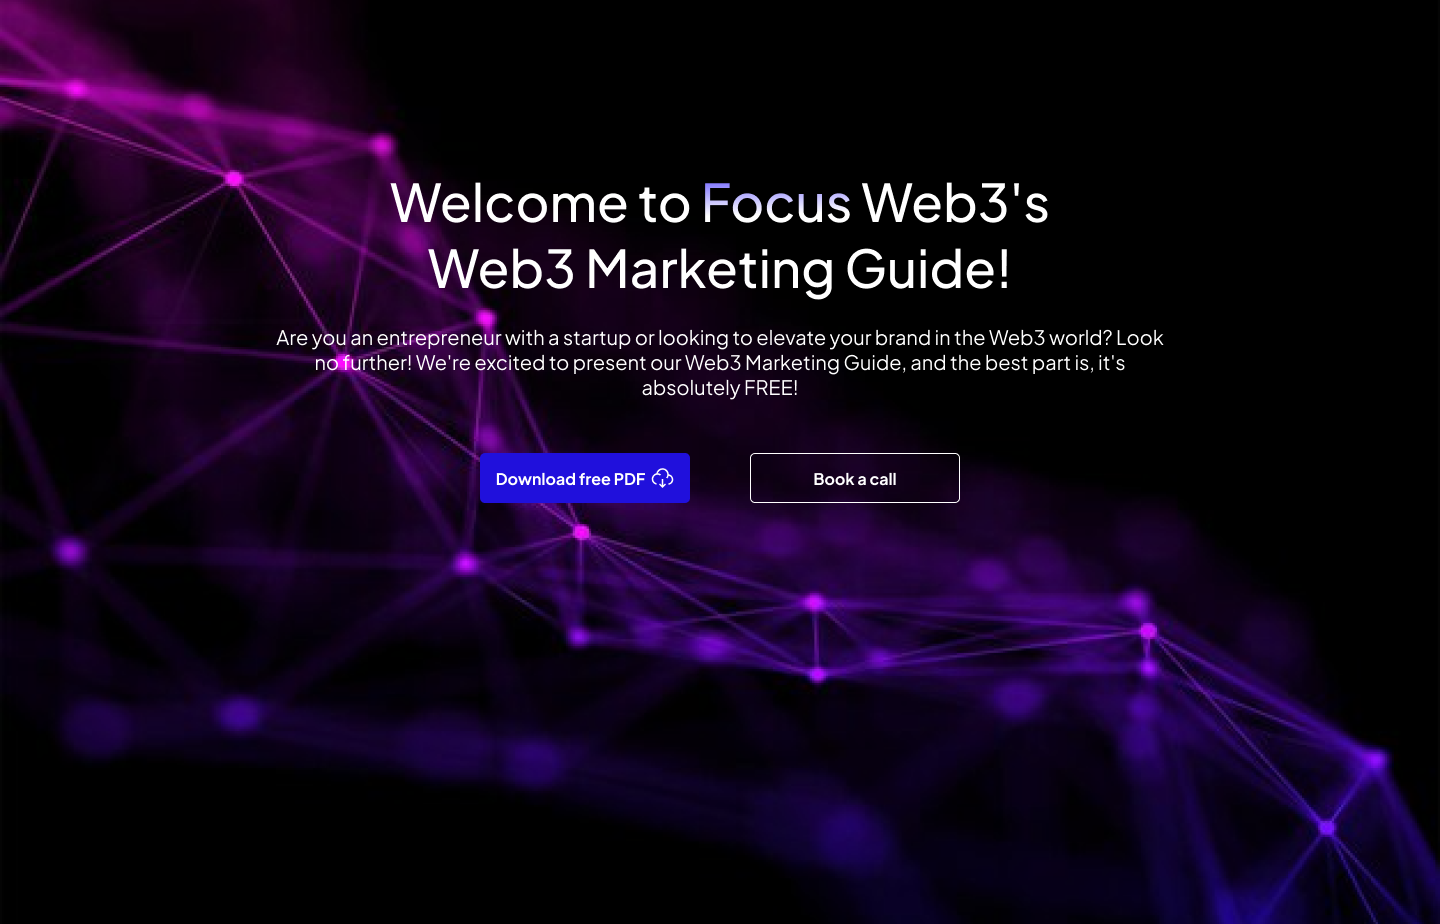 Welcome to Focus Web3's
Web3 Marketing Guide!
Are you an entrepreneur with a startup or looking to elevate your brand in the Web3 world? Look
no further! We're excited to present our Web3 Marketing Guide, and the best part is, it's
absolutely FREE!
Download free PDF
Book a call